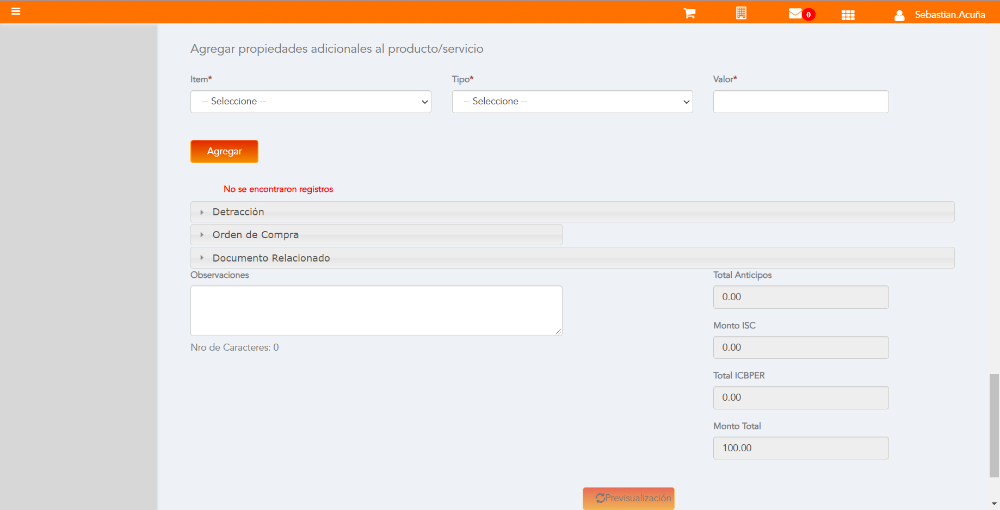 0
Sebastian.Acuña
Agregar propiedades adicionales al producto/servicio
Item*
Tipo*
Valor*
-- Seleccione --
-- Seleccione --
Agregar
No se encontraron registros
Detracción
Orden de Compra
Documento Relacionado
Observaciones
Total Anticipos
0.00
Monto ISC
0.00
Nro de Caracteres: 0
Total ICBPER
0.00
Monto Total
100.00
Previsualización